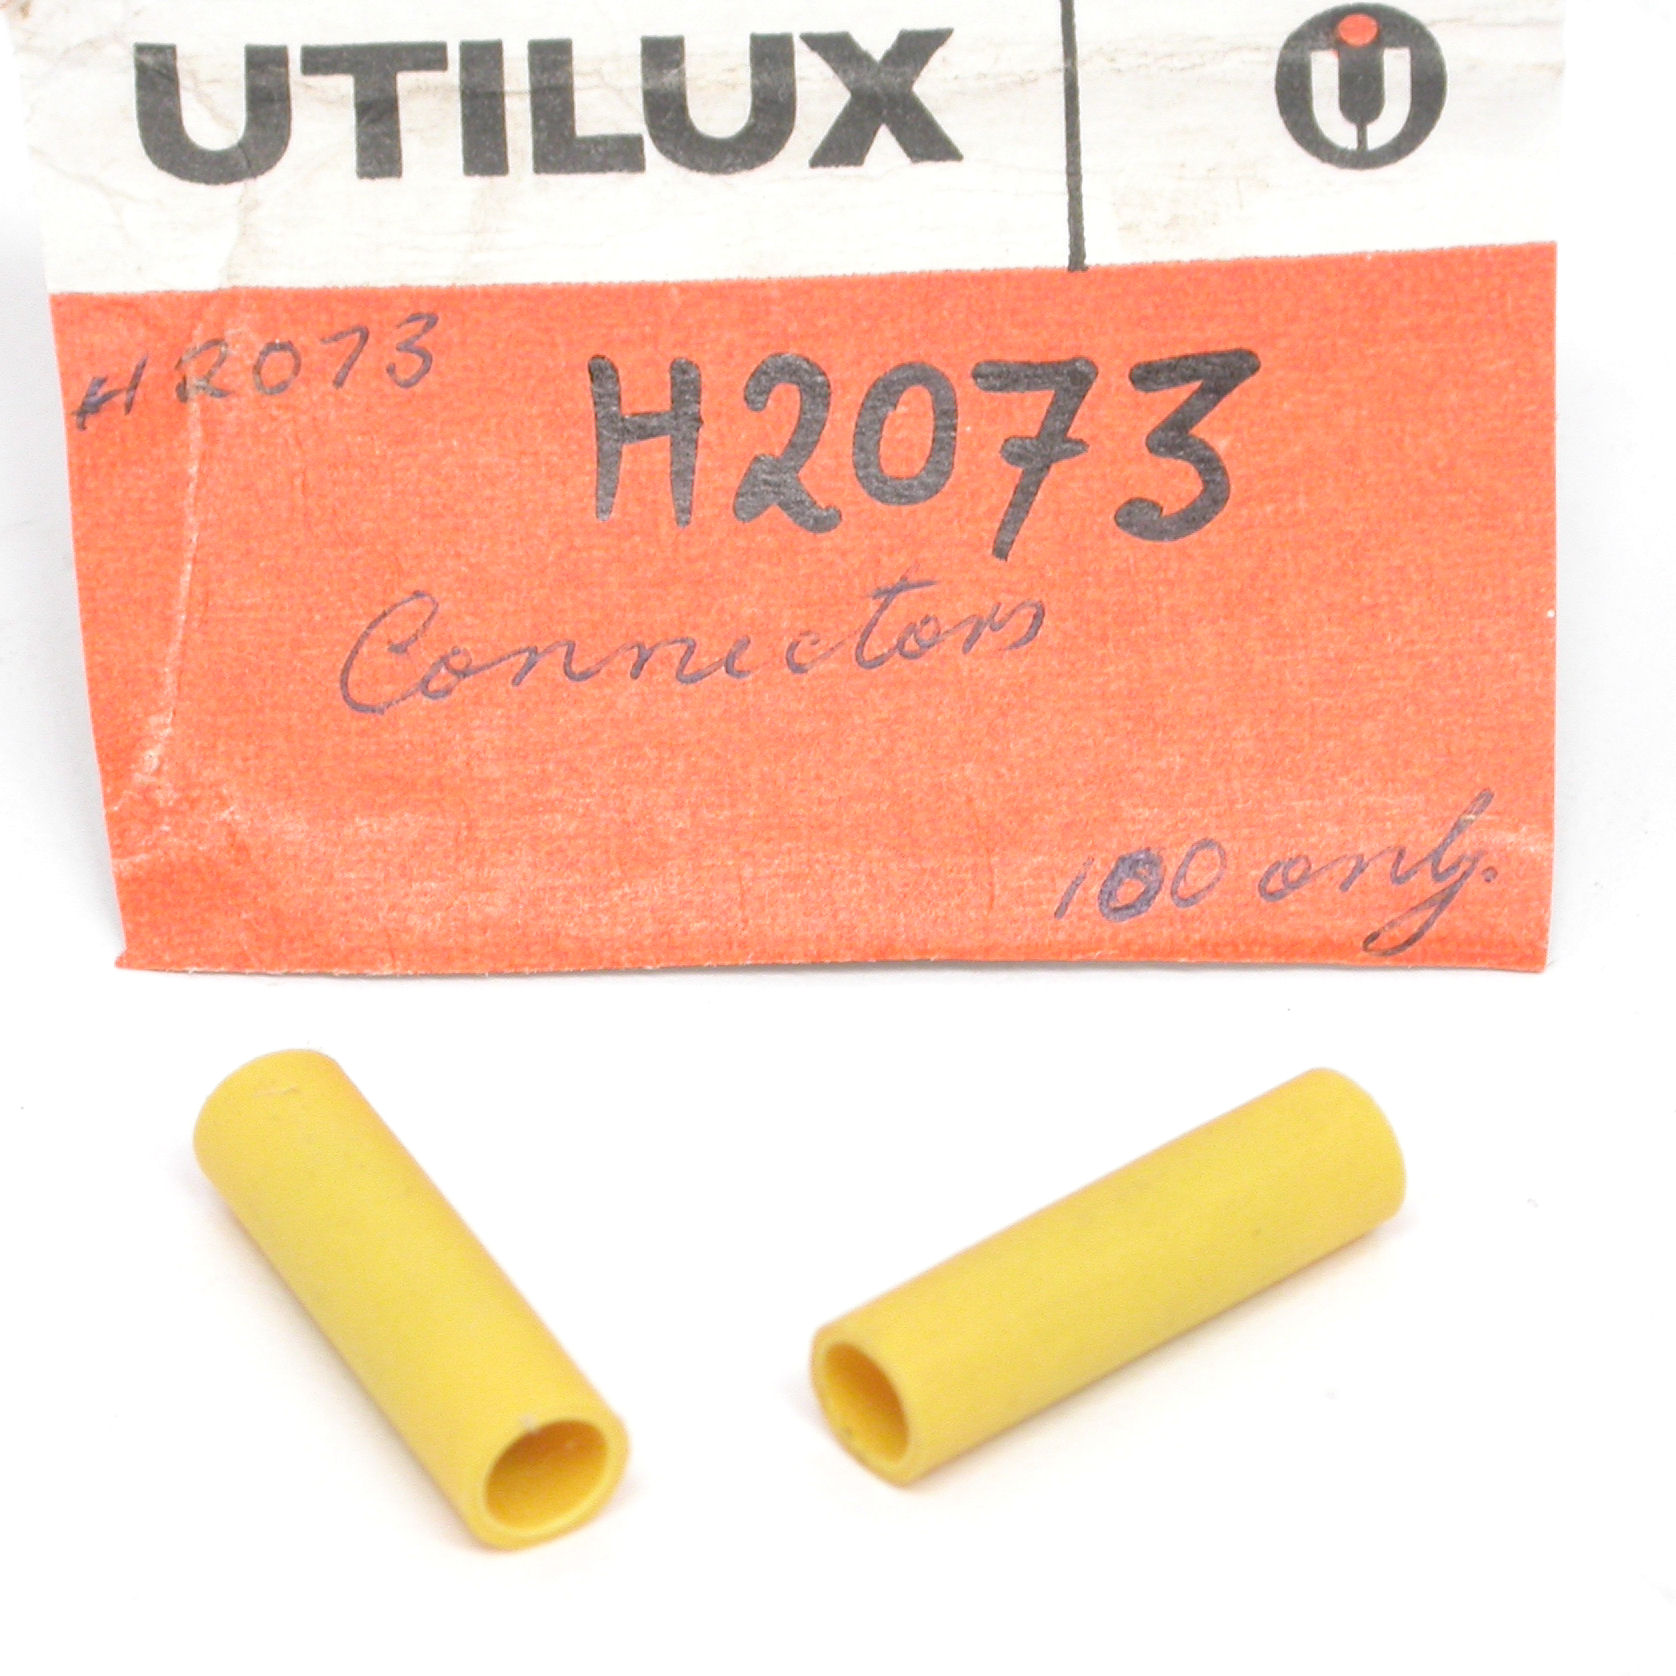 UTILUX
H2073
H2073
Connectors
100 only.